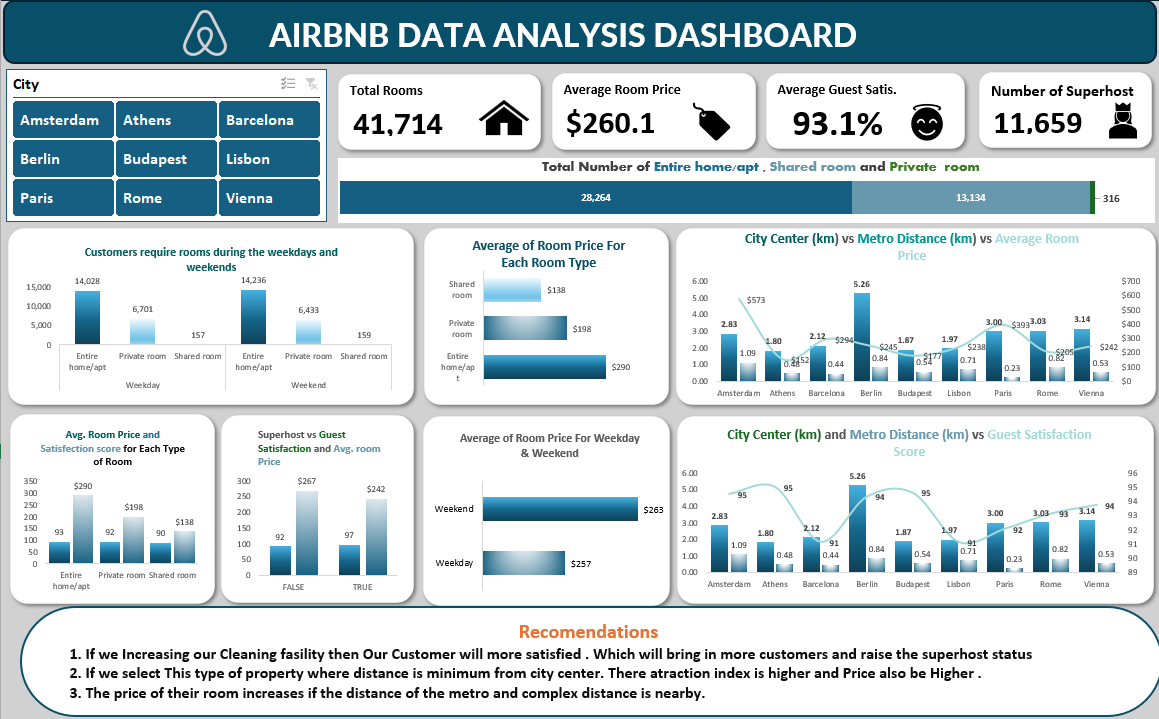 AIRBNB DATA ANALYSIS DASHBOARD
City
Amsterdam Athens Barcelona
Berlin Budapest Lisbon
Paris Rome Vienna
Total Rooms
41,714
Average Room Price
$260.1
Average Guest Satis.
93.1%
Number of Superhost
11,659
Total Number of Entire home/apt , Shared room and Private room
28,264 13,134 316
Customers require rooms during the weekdays and
weekends
15,000
10,000
5,000
0
14,028 6,701 157 14,236 6,433 159
Entire
home/apt
Private room
Shared room
Entire
home/apt
Private room
Shared room
Weekday Weekend
Average of Room Price For
Each Room Type
Shared
room
$138
Private
room
$198
Entire
home/ap
t
$290
City Center (km) vs Metro Distance (km) vs Average Room
Price
6.00
5.00
4.00
3.00
2.00
1.00
0.00
2.83 1.80 2.12 5.26 1.87 1.97 3.00 3.03 3.14
1.09 0.48 0.44 0.84 0.54 0.71 0.23 0.82 0.53
$573 $152 $294 $245 $177 $238 $393 $205 $242
$700
$600
$500
$400
$300
$200
$100
$0
Amsterdam Athens Barcelona Berlin Budapest Lisbon Paris Rome Vienna
Avg. Room Price and
Satisfection score for Each Type
of Room
350
300
250
200
150
100
50
0
93 $290 92 $198 90 $138
Entire
home/apt
Private room
Shared room
Superhost vs Guest
Satisfaction and Avg. room
Price
300
250
200
150
100
50
0
92 $267 97 $242
FALSE TRUE
Average of Room Price For Weekday
& Weekend
Weekend $263
Weekday $257
City Center (km) and Metro Distance (km) vs Guest Satisfaction
Score
6.00
5.00
4.00
3.00
2.00
1.00
0.00
2.83 1.80 2.12 5.26 1.87 1.97 3.00 3.03 3.14
1.09 0.48 0.44 0.84 0.54 0.71 0.23 0.82 0.53
95 95 91 94 95 91 92 93 94
96
95
94
93
92
91
90
89
Amsterdam Athens Barcelona Berlin Budapest Lisbon Paris Rome Vienna
Recomendations
1. If we Increasing our Cleaning fasility then Our Customer will more satisfied . Which will bring in more customers and raise the superhost status
2. If we select This type of property where distance is minimum from city center. There atraction index is higher and Price also be Higher .
3. The price of their room increases if the distance of the metro and complex distance is nearby.